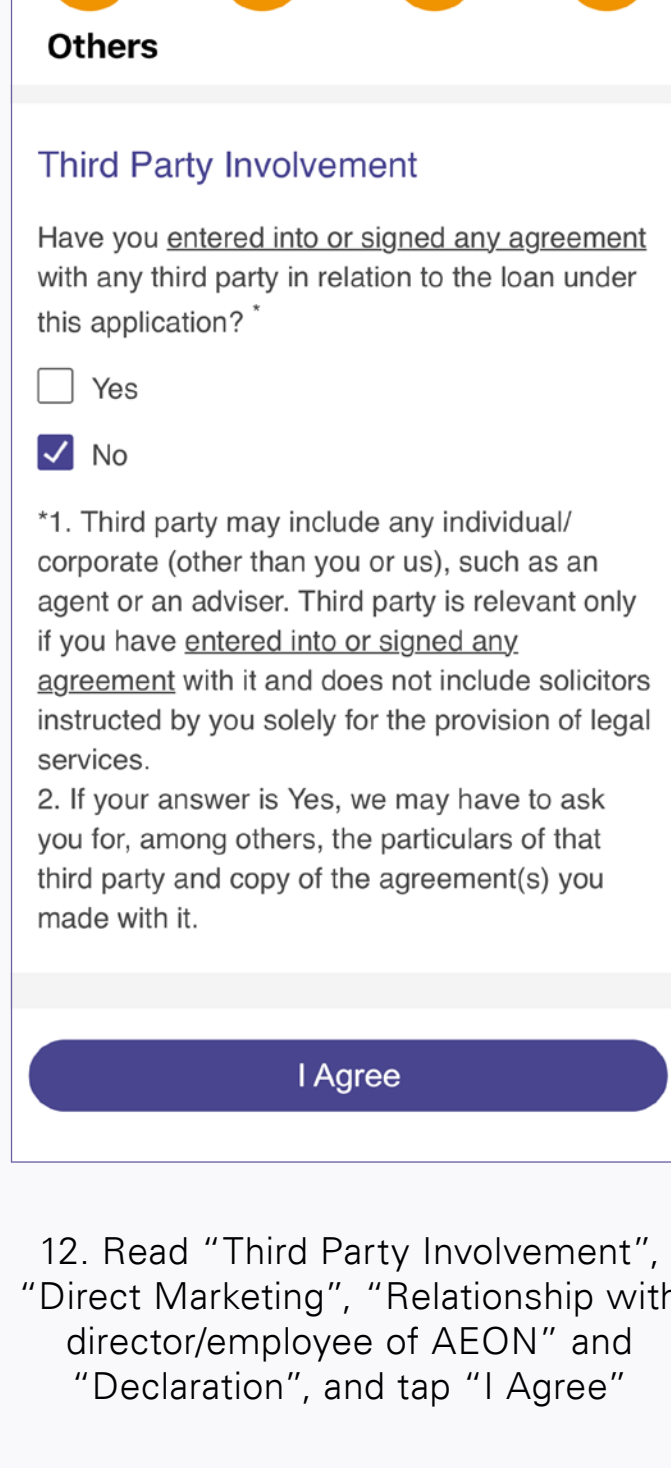 Others
Third Party Involvement
Have you entered into or signed any agreement
with any third party in relation to the loan under
this application? *
Yes
No
*1. Third party may include any individual/
corporate (other than you or us), such as an
agent or an adviser. Third party is relevant only
if you have entered into or signed any
agreement with it and does not include solicitors
instructed by you solely for the provision of legal
services.
2. If your answer is Yes, we may have to ask
you for, among others, the particulars of that
third party and copy of the agreement(s) you
made with it.
I Agree
12. Read “Third Party Involvement”,
“Direct Marketing”, “Relationship with
director/employee of AEON” and
“Declaration”, and tap “I Agree”